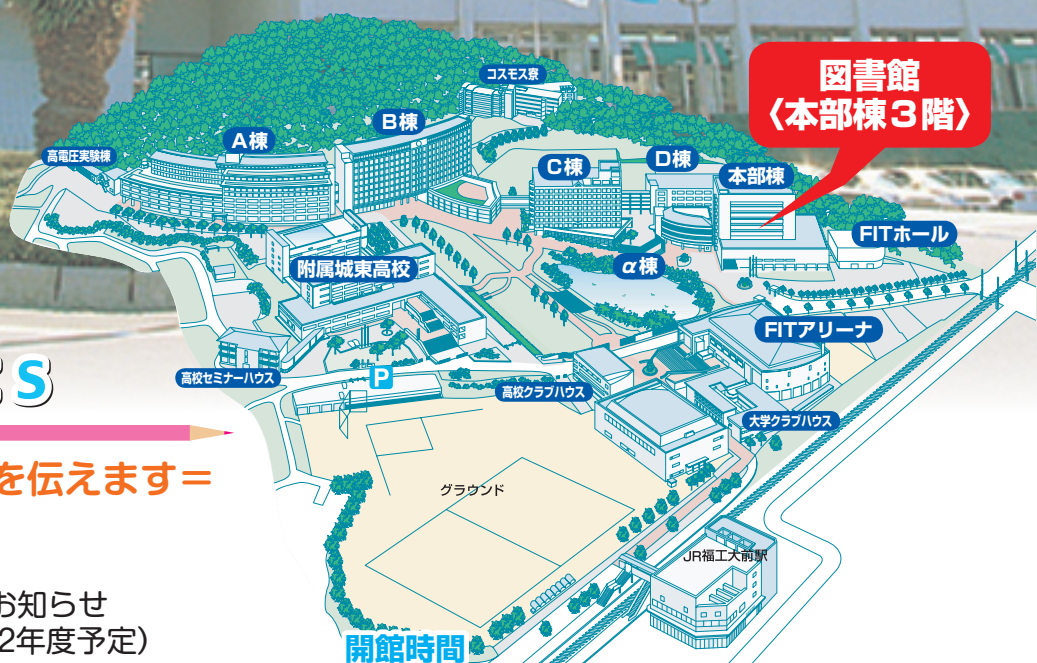 コスモス寮
図書館
〈本部棟3階〉
B棟
A棟
高電圧実験棟
C棟
D棟
本部棟
FITホール
附属城東高校
α棟
FITアリーナ
高校セミナーハウス
P
高校クラブハウス
S
大学クラブハウス
を伝えます＝
グラウンド
JR福工大前駅
お知らせ
2年度予定）
開館時間